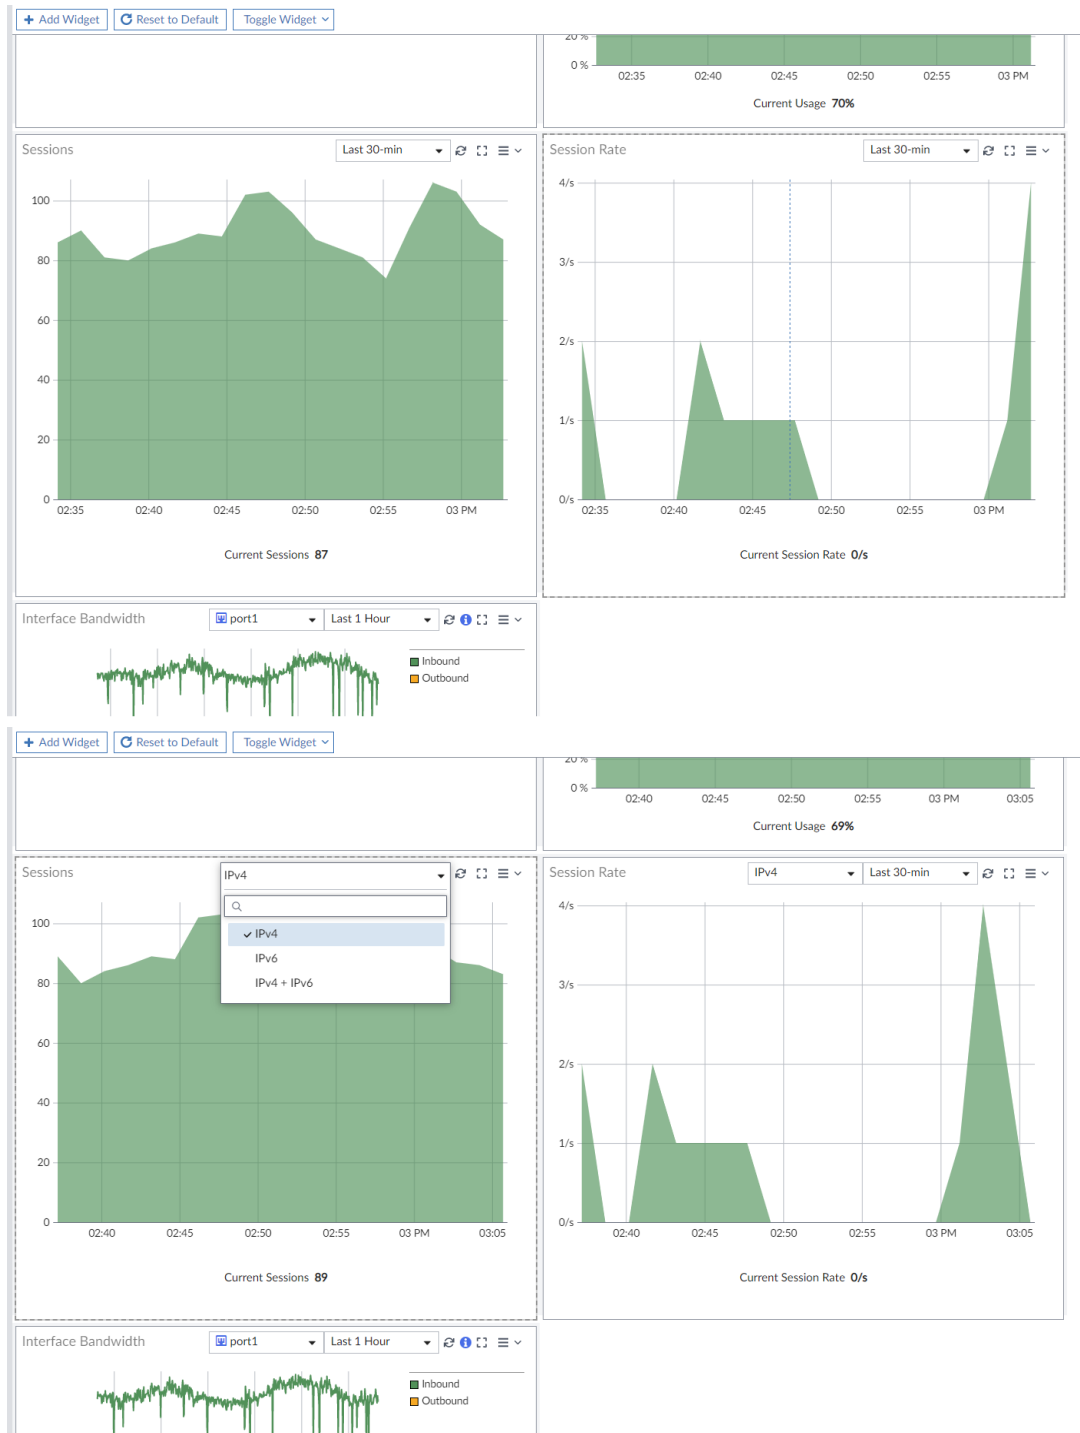 Add Widget
Reset to Default
Toggle Widget
20 %
0 %
02:35 02:40 02:45 02:50 02:55 03 PM
Current Usage 70%
Sessions
Last 30-min
100
80
60
40
20
0
02:35 02:40 02:45 02:50 02:55 03 PM
Current Sessions 87
Session Rate
Last 30-min
4/s
3/s
2/s
1/s
0/s
02:35 02:40 02:45 02:50 02:55 03 PM
Current Session Rate 0/s
Interface Bandwidth
port1
Last 1 Hour
Inbound
Outbound
Add Widget
Reset to Default
Toggle Widget
20 %
0 %
02:40 02:45 02:50 02:55 03 PM 03:05
Current Usage 69%
Sessions
IPv4
IPv4
IPv6
IPv4 + IPv6
100
80
60
40
20
0
02:40 02:45 02:50 02:55 03 PM 03:05
Current Sessions 89
Session Rate
IPv4
Last 30-min
4/s
3/s
2/s
1/s
0/s
02:40 02:45 02:50 02:55 03 PM 03:05
Current Session Rate 0/s
Interface Bandwidth
port1
Last 1 Hour
Inbound
Outbound